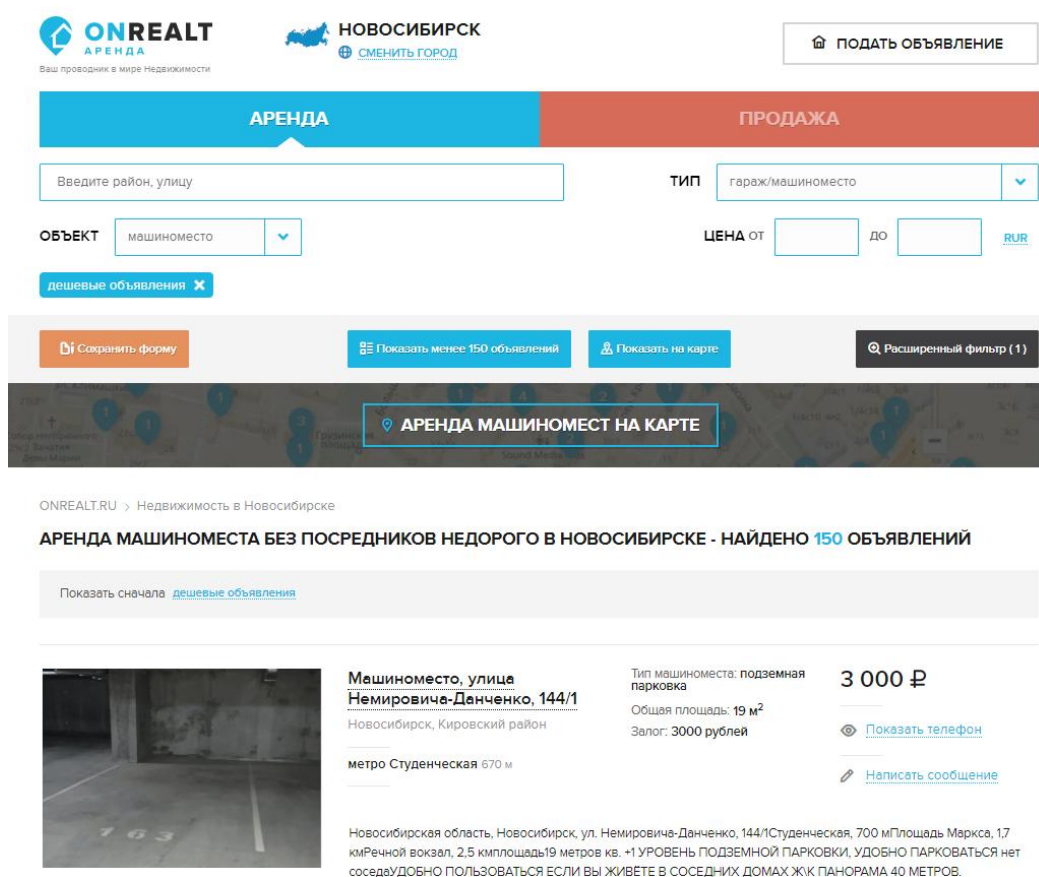 ONREALT
АРЕНДА
Ваш проводник в мире Недвижимости
НОВОСИБИРСК
СМЕНИТЬ ГОРОД
ПОДАТЬ ОБЪЯВЛЕНИЕ
АРЕНДА
ПРОДАЖА
Введите район, улицу
ТИП гараж/машиноместо
ОБЪЕКТ машиноместо
ЦЕНА ОТ ДО RUR
дешевые объявления
Сохранить форму
Показать менее 150 объявлений
Показать на карте
Расширенный фильтр (1)
АРЕНДА МАШИНОМЕСТ НА КАРТЕ
ONREALT.RU > Недвижимость в Новосибирске
АРЕНДА МАШИНОМЕСТА БЕЗ ПОСРЕДНИКОВ НЕДОРОГО В НОВОСИБИРСКЕ - НАЙДЕНО 150 ОБЪЯВЛЕНИЙ
Показать сначала дешевые объявления
163
Машиноместо, улица
Немировича-Данченко, 144/1
Новосибирск, Кировский район
метро Студенческая 670 м
Тип машиноместа: подземная
парковка
Общая площадь: 19 м²
Залог: 3000 рублей
3 000 ₽
Показать телефон
Написать сообщение
Новосибирская область, Новосибирск, ул. Немировича-Данченко, 144/1Студенческая, 700 мПлощадь Маркса, 1,7
кмРечной вокзал, 2,5 кмплощадь19 метров кв. +1 УРОВЕНЬ ПОДЗЕМНОЙ ПАРКОВКИ, УДОБНО ПАРКОВАТЬСЯ нет
соседаУДОБНО ПОЛЬЗОВАТЬСЯ ЕСЛИ ВЫ ЖИВЁТЕ В СОСЕДНИХ ДОМАХ Ж\К ПАНОРАМА 40 МЕТРОВ.